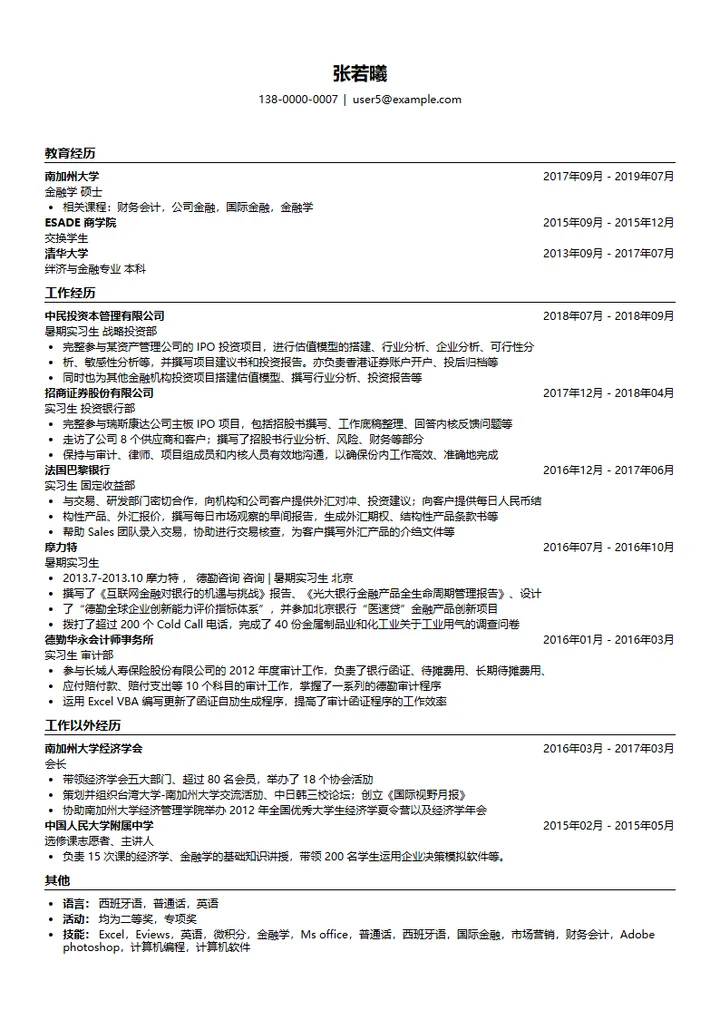 张若曦
138-0000-0007 | user5@example.com
教育经历
南加州大学 2017年09月 - 2019年07月
金融学 硕士
• 相关课程：财务会计，公司金融，国际金融，金融学
ESADE 商学院 2015年09月 - 2015年12月
交换学生
清华大学 2013年09月 - 2017年07月
经济与金融专业 本科
工作经历
中民投资本管理有限公司 2018年07月 - 2018年09月
暑期实习生 战略投资部
• 完整参与某资产管理公司的 IPO 投资项目，进行估值模型的搭建、行业分析、企业分析、可行性分
• 析、敏感性分析等，并撰写项目建议书和投资报告。亦负责香港证券账户开户、投后归档等
• 同时也为其他金融机构投资项目搭建估值模型、撰写行业分析、投资报告等
招商证券股份有限公司 2017年12月 - 2018年04月
实习生 投资银行部
• 完整参与瑞斯康达公司主板 IPO 项目，包括招股书撰写、工作底稿整理、回答内核反馈问题等
• 走访了公司 8 个供应商和客户；撰写了招股书行业分析、风险、财务等部分
• 保持与审计、律师、项目组成员和内核人员有效地沟通，以确保份内工作高效、准确地完成
法国巴黎银行 2016年12月 - 2017年06月
实习生 固定收益部
• 与交易、研发部门密切合作，向机构和公司客户提供外汇对冲、投资建议；向客户提供每日人民币结
• 构性产品、外汇报价，撰写每日市场观察的早间报告，生成外汇期权、结构性产品条款书等
• 帮助 Sales 团队录入交易，协助进行交易核查，为客户撰写外汇产品的介绍文件等
摩力特 2016年07月 - 2016年10月
暑期实习生
• 2013.7-2013.10 摩力特 ， 德勤咨询 咨询 | 暑期实习生 北京
• 撰写了《互联网金融对银行的机遇与挑战》报告、《光大银行金融产品全生命周期管理报告》、设计
• 了“德勤全球企业创新能力评价指标体系”，并参加北京银行“医速贷”金融产品创新项目
• 拨打了超过 200 个 Cold Call 电话，完成了 40 份金属制品业和化工业关于工业用气的调查问卷
德勤华永会计师事务所 2016年01月 - 2016年03月
实习生 审计部
• 参与长城人寿保险股份有限公司的 2012 年度审计工作，负责了银行函证、待摊费用、长期待摊费用、
• 应付赔付款、赔付支出等 10 个科目的审计工作，掌握了一系列的德勤审计程序
• 运用 Excel VBA 编写更新了函证自动生成程序，提高了审计函证程序的工作效率
工作以外经历
南加州大学经济学会 2016年03月 - 2017年03月
会长
• 带领经济学会五大部门、超过 80 名会员，举办了 18 个协会活动
• 策划并组织台湾大学-南加州大学交流活动、中日韩三校论坛；创立《国际视野月报》
• 协助南加州大学经济管理学院举办 2012 年全国优秀大学生经济学夏令营以及经济学年会
中国人民大学附属中学 2015年02月 - 2015年05月
选修课志愿者、主讲人
• 负责 15 次课的经济学、金融学的基础知识讲授，带领 200 名学生运用企业决策模拟软件等。
其他
• 语言： 西班牙语，普通话，英语
• 活动： 均为二等奖，专项奖
• 技能： Excel，Eviews，英语，微积分，金融学，Ms office，普通话，西班牙语，国际金融，市场营销，财务会计，Adobe
photoshop，计算机编程，计算机软件